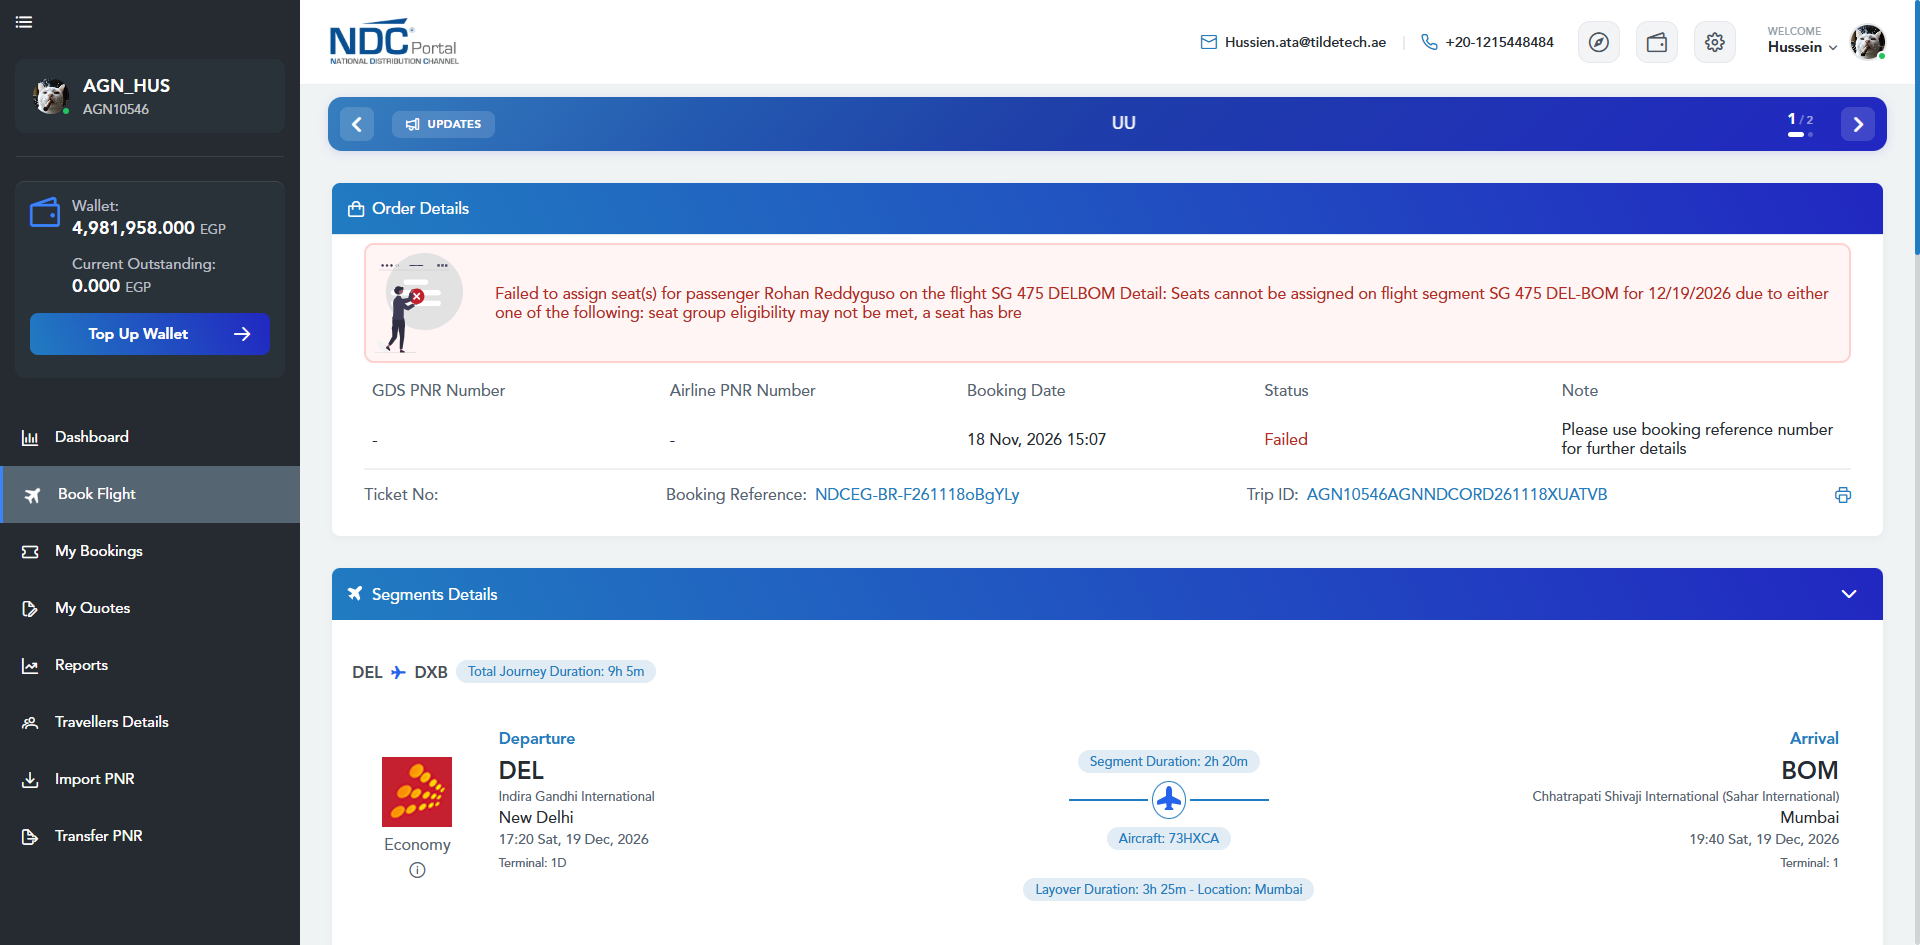 AGN_HUS
AGN10546
Wallet:
4,981,958.000 EGP
Current Outstanding:
0.000 EGP
Top Up Wallet
Dashboard
Book Flight
My Bookings
My Quotes
Reports
Travellers Details
Import PNR
Transfer PNR
NDC Portal
NATIONAL DISTRIBUTION CHANNEL
Hussien.ata@tildetech.ae
+20-1215448484
WELCOME
Hussein
UPDATES
UU
1 / 2
Order Details
Failed to assign seat(s) for passenger Rohan Reddyguso on the flight SG 475 DELBOM Detail: Seats cannot be assigned on flight segment SG 475 DEL-BOM for 12/19/2026 due to either
one of the following: seat group eligibility may not be met, a seat has bre
GDS PNR Number
Airline PNR Number
Booking Date
Status
Note
-
-
18 Nov, 2026 15:07
Failed
Please use booking reference number
for further details
Ticket No:
Booking Reference: NDCEG-BR-F261118oBgYLy
Trip ID: AGN10546AGNNDCORD261118XUATVB
Segments Details
DEL DXB Total Journey Duration: 9h 5m
Economy
Departure
DEL
Indira Gandhi International
New Delhi
17:20 Sat, 19 Dec, 2026
Terminal: 1D
Segment Duration: 2h 20m
Aircraft: 73HXCA
Layover Duration: 3h 25m - Location: Mumbai
Arrival
BOM
Chhatrapati Shivaji International (Sahar International)
Mumbai
19:40 Sat, 19 Dec, 2026
Terminal: 1